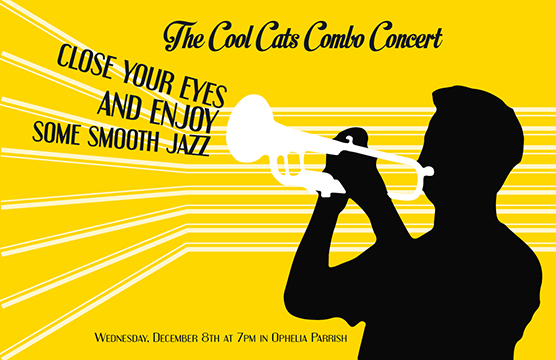 The Cool Cats Combo Concert
CLOSE YOUR EYES
AND ENJOY
SOME SMOOTH JAZZ
WEDNESDAY, DECEMBER 8TH AT 7PM IN OPHELIA PARRISH